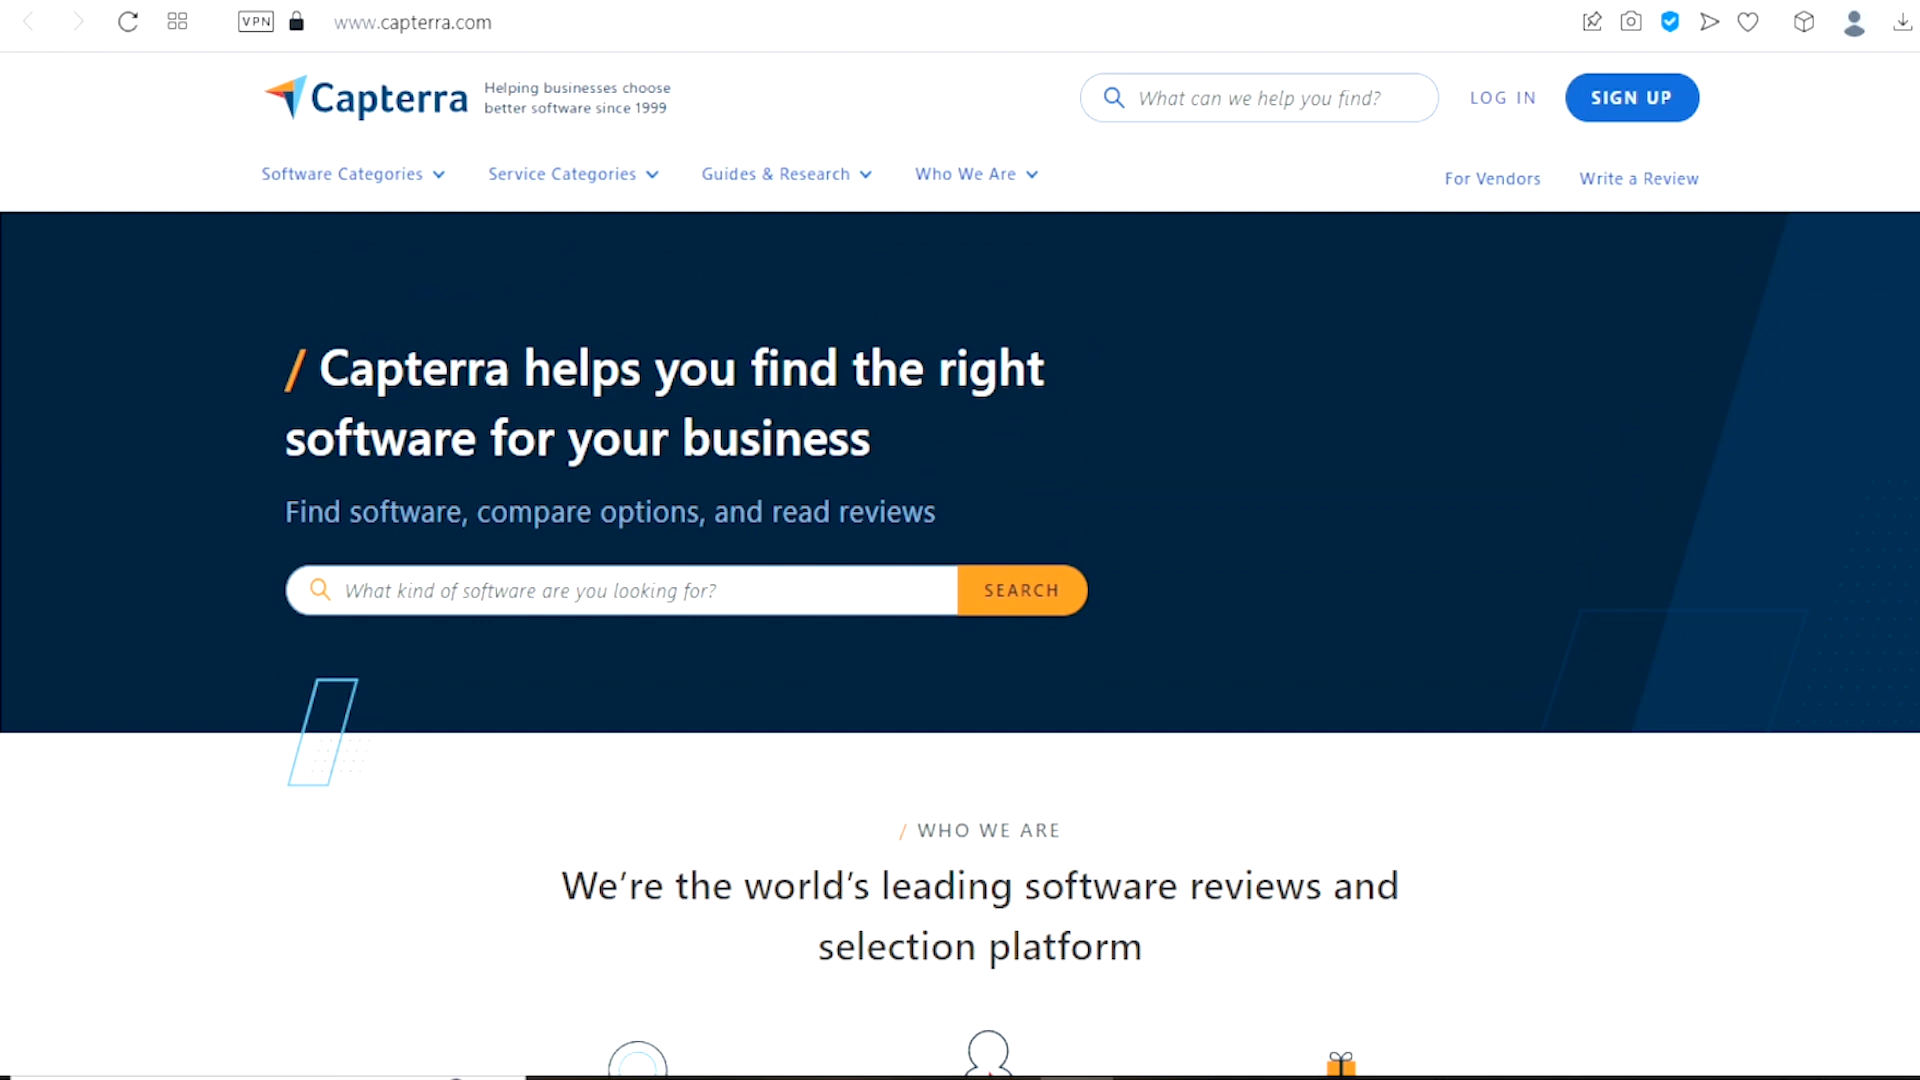 VPN
www.capterra.com
Capterra
Helping businesses choose
better software since 1999
What can we help you find?
LOG IN
SIGN UP
Software Categories
Service Categories
Guides & Research
Who We Are
For Vendors
Write a Review
/ Capterra helps you find the right
software for your business
Find software, compare options, and read reviews
What kind of software are you looking for?
SEARCH
/ WHO WE ARE
We're the world's leading software reviews and
selection platform